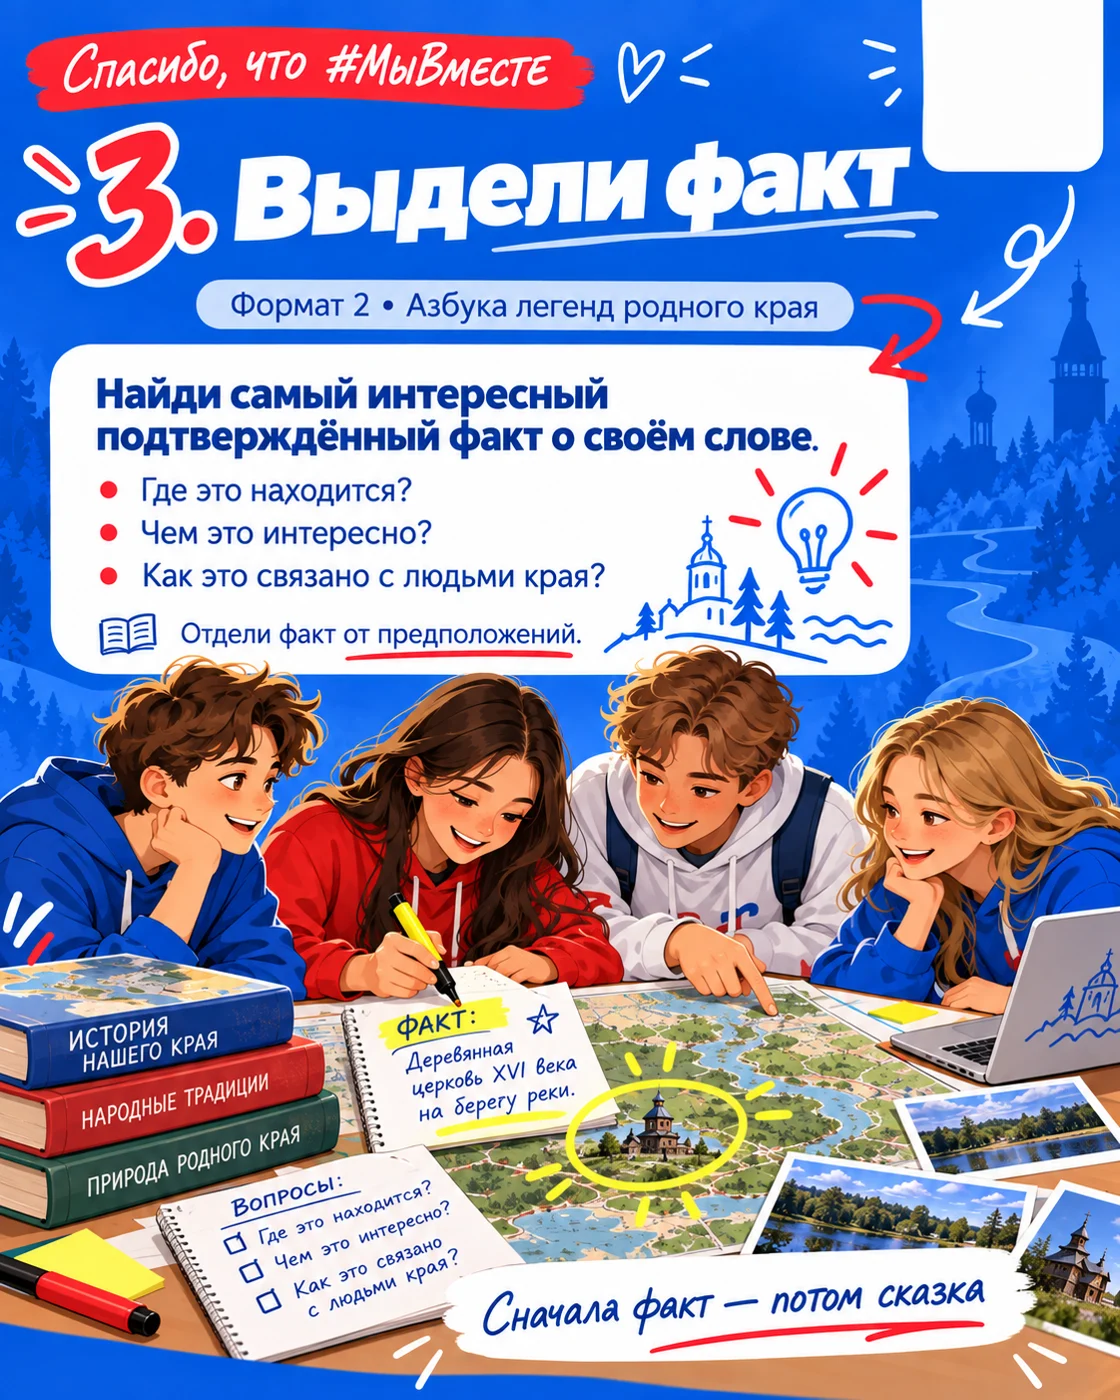 Спасибо, что #МыВместе
3. Выдели факт
Формат 2 • Азбука легенд родного края
Найди самый интересный
подтверждённый факт о своём слове.
Где это находится?
Чем это интересно?
Как это связано с людьми края?
Отдели факт от предположений.
ИСТОРИЯ
НАШЕГО КРАЯ
НАРОДНЫЕ ТРАДИЦИИ
ПРИРОДА РОДНОГО КРАЯ
ФАКТ:
Деревянная
церковь XVI века
на берегу реки.
Вопросы:
Где это находится?
Чем это интересно?
Как это связано
с людьми края?
Сначала факт — потом сказка